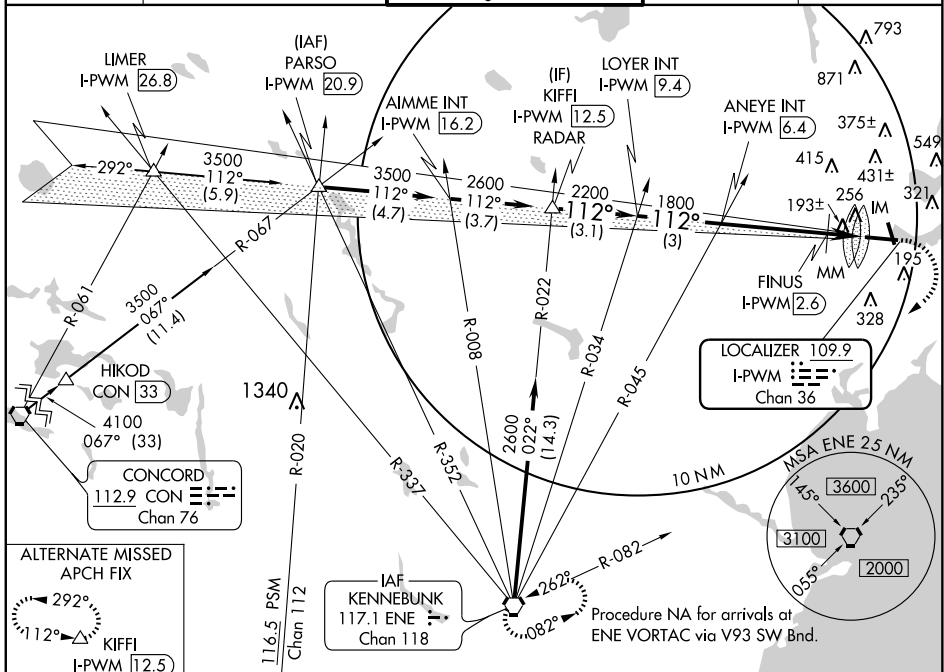 793
871
(IAF)
PARSO
I-PWM 20.9
LIMER
I-PWM 26.8
(IF)
KIFFI
I-PWM 12.5
RADAR
LOYER INT
I-PWM 9.4
AIMME INT
I-PWM 16.2
ANEYE INT
I-PWM 6.4
375±
549
415
431±
321
256
IM
193±
292°
3500
112°
(5.9)
3500
112°
(4.7)
2600
112°
(3.7)
2200
112°
(3.1)
1800
112°
(3)
MM
195
FINUS
I-PWM 2.6
328
R-067
R-061
3500
067°
(11.4)
R-022
R-008
R-034
R-045
LOCALIZER 109.9
I-PWM
Chan 36
HIKOD
CON 33
4100
067° (33)
1340
R-020
R-352
R-337
2600
022°
(14.3)
10 NM
CONCORD
112.9 CON
Chan 76
MSA ENE 25 NM
145°
3600
235°
3100
2000
055°
ALTERNATE MISSED
APCH FIX
292°
112°
KIFFI
I-PWM 12.5
116.5 PSM
Chan 112
IAF
KENNEBUNK
117.1 ENE
Chan 118
262°
R-082
082°
Procedure NA for arrivals at
ENE VORTAC via V93 SW Bnd.